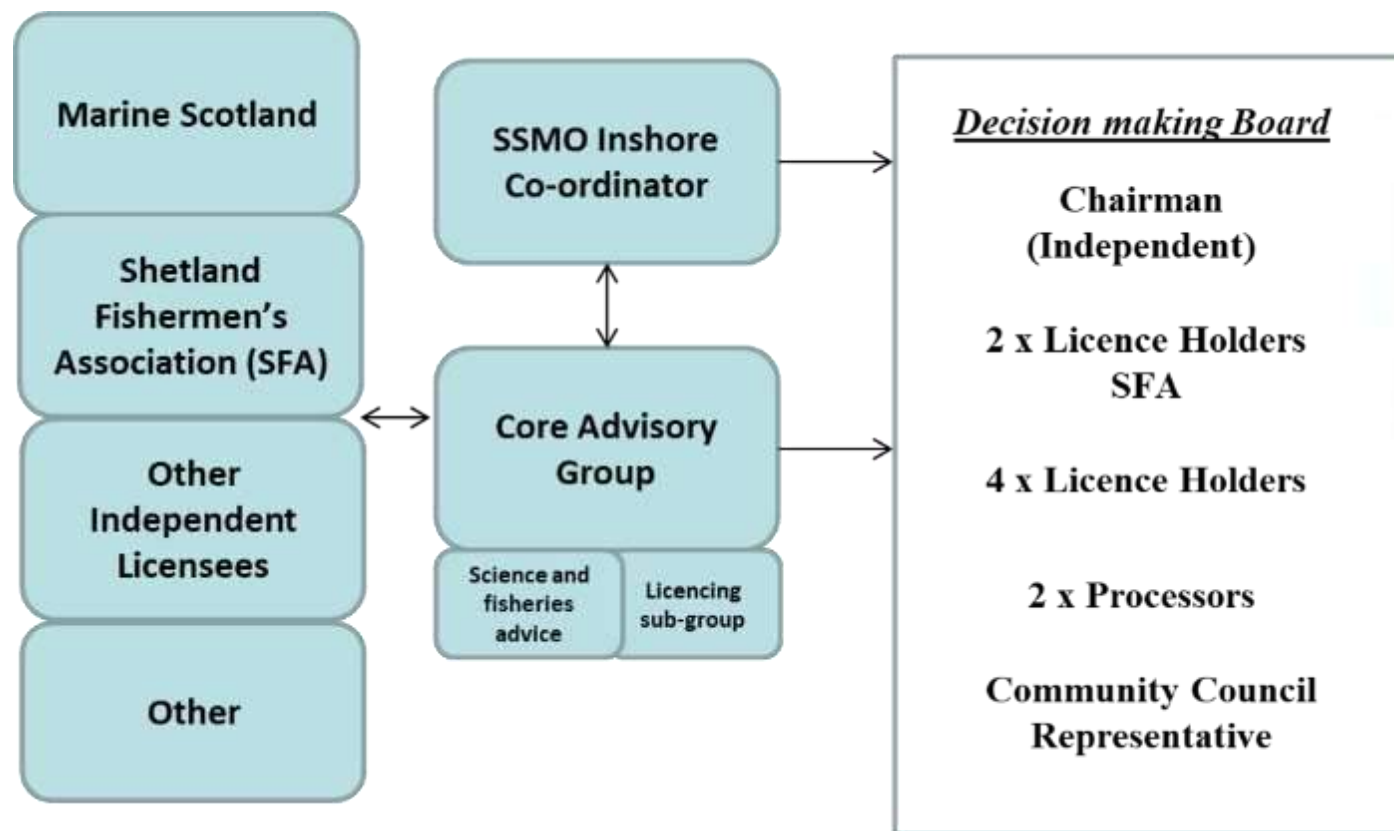 Marine Scotland
Shetland
Fishermen's
Association (SFA)
Other
Independent
Licensees
Other
SSMO Inshore
Co-ordinator
Core Advisory
Group
Science and
fisheries
advice
Licencing
sub-group
Decision making Board
Chairman
(Independent)
2 x Licence Holders
SFA
4 x Licence Holders
2 x Processors
Community Council
Representative